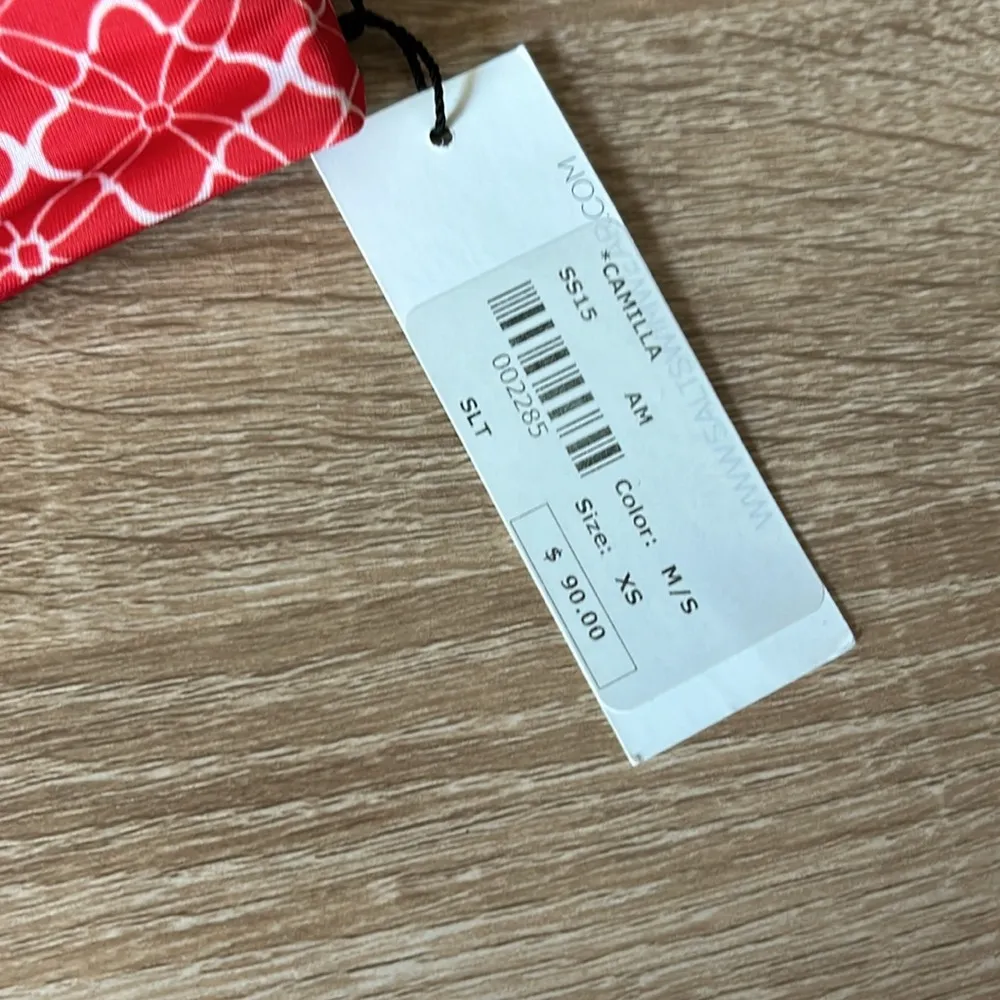 WWW.SALTSWIMWEAR.COM
*CAMILLA AM Color: M/S
SS15 Size: XS
002285 $ 90.00
SLT